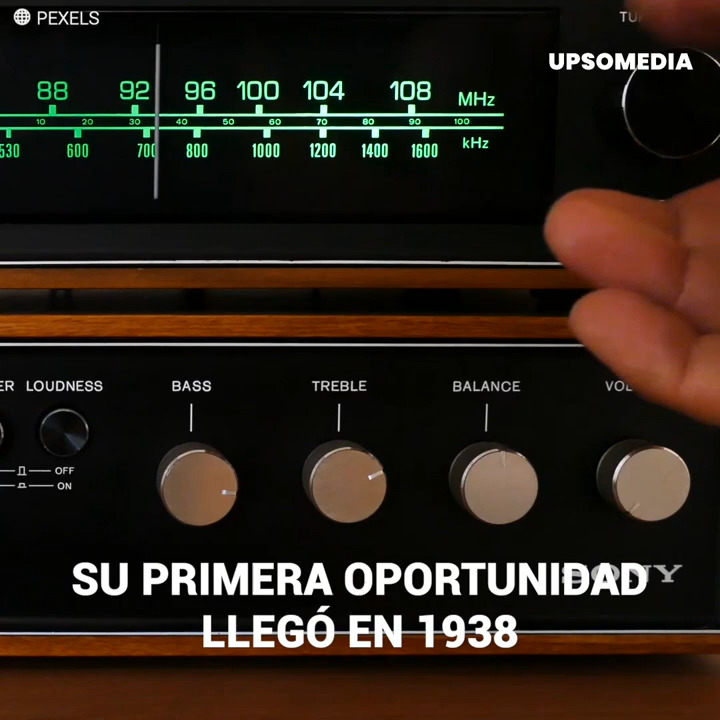 PEXELS
UPSOMEDIA
88 92 96 100 104 108 MHz
10 20 30 40 50 60 70 80 90 100
530 600 700 800 1000 1200 1400 1600 kHz
LOUDNESS BASS TREBLE BALANCE
OFF
ON
SONY
SU PRIMERA OPORTUNIDAD
LLEGÓ EN 1938